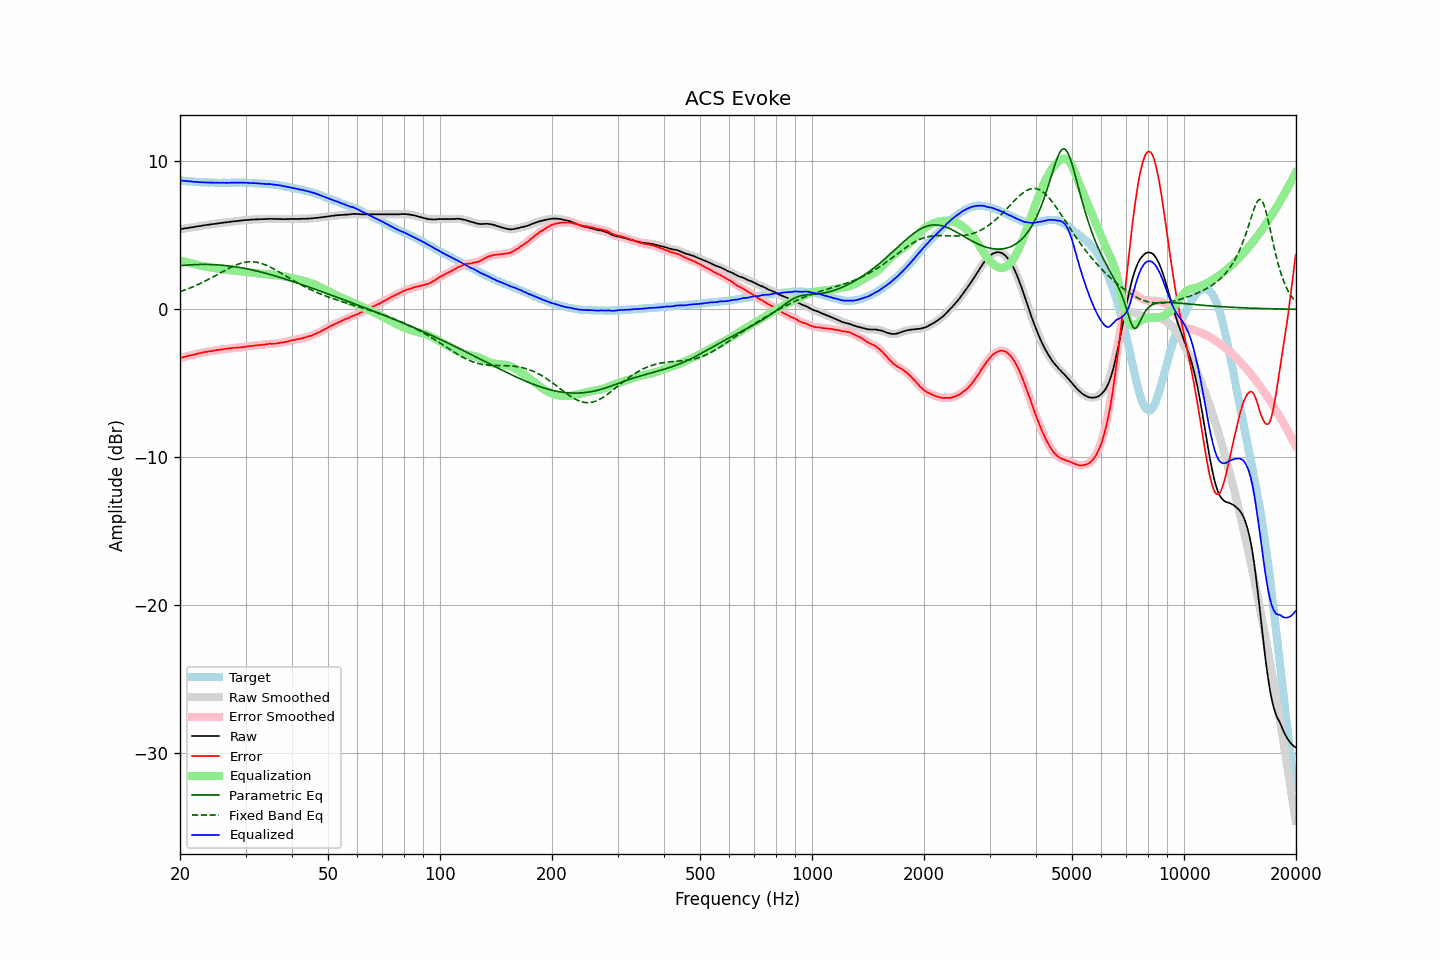 ACS Evoke
Amplitude (dBr)
10
0
−10
−20
−30
Target
Raw Smoothed
Error Smoothed
Raw
Error
Equalization
Parametric Eq
Fixed Band Eq
Equalized
20 50 100 200 500 1000 2000 5000 10000 20000
Frequency (Hz)